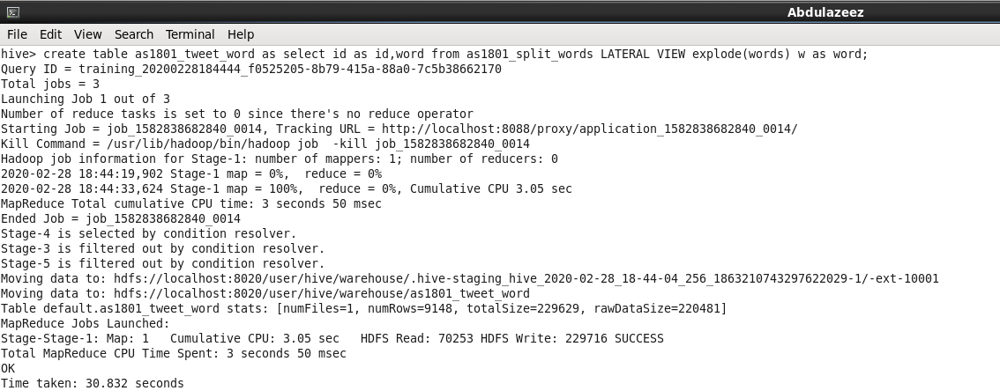 Abdulazeez
File Edit View Search Terminal Help
hive> create table as1801_tweet_word as select id as id,word from as1801_split_words LATERAL VIEW explode(words) w as word;
Query ID = training_20200228184444_f0525205-8b79-415a-88a0-7c5b38662170
Total jobs = 3
Launching Job 1 out of 3
Number of reduce tasks is set to 0 since there's no reduce operator
Starting Job = job_1582838682840_0014, Tracking URL = http://localhost:8088/proxy/application_1582838682840_0014/
Kill Command = /usr/lib/hadoop/bin/hadoop job  -kill job_1582838682840_0014
Hadoop job information for Stage-1: number of mappers: 1; number of reducers: 0
2020-02-28 18:44:19,902 Stage-1 map = 0%,  reduce = 0%
2020-02-28 18:44:33,624 Stage-1 map = 100%,  reduce = 0%, Cumulative CPU 3.05 sec
MapReduce Total cumulative CPU time: 3 seconds 50 msec
Ended Job = job_1582838682840_0014
Stage-4 is selected by condition resolver.
Stage-3 is filtered out by condition resolver.
Stage-5 is filtered out by condition resolver.
Moving data to: hdfs://localhost:8020/user/hive/warehouse/.hive-staging_hive_2020-02-28_18-44-04_256_1863210743297622029-1/-ext-10001
Moving data to: hdfs://localhost:8020/user/hive/warehouse/as1801_tweet_word
Table default.as1801_tweet_word stats: [numFiles=1, numRows=9148, totalSize=229629, rawDataSize=220481]
MapReduce Jobs Launched:
Stage-Stage-1: Map: 1   Cumulative CPU: 3.05 sec   HDFS Read: 70253 HDFS Write: 229716 SUCCESS
Total MapReduce CPU Time Spent: 3 seconds 50 msec
OK
Time taken: 30.832 seconds